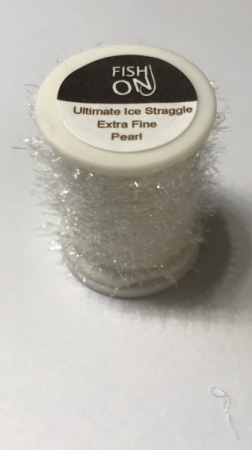 FISH
ON
Ultimate Ice Straggle
Extra Fine
Pearl